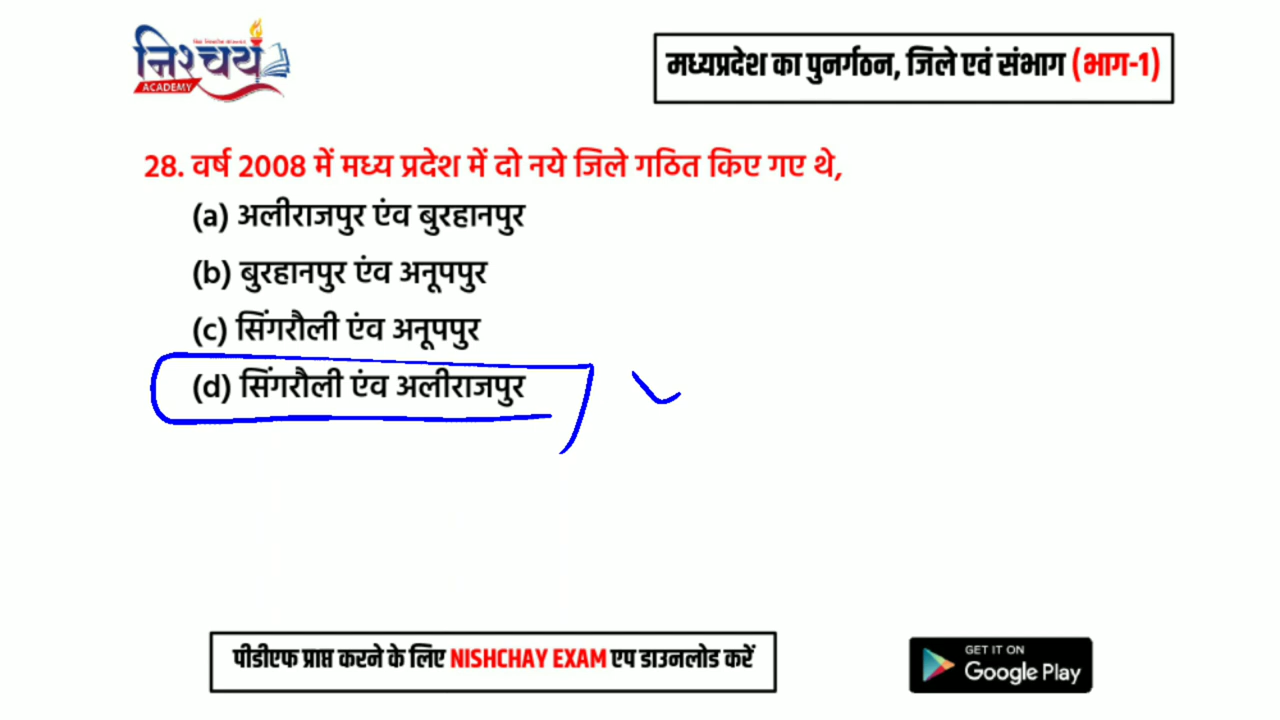 निश्चय
ACADEMY
मध्यप्रदेश का पुनर्गठन, जिले एवं संभाग (भाग-1)
28. वर्ष 2008 में मध्य प्रदेश में दो नये जिले गठित किए गए थे,
(a) अलीराजपुर एंव बुरहानपुर
(b) बुरहानपुर एंव अनूपपुर
(c) सिंगरौली एंव अनूपपुर
(d) सिंगरौली एंव अलीराजपुर
पीडीएफ प्राप्त करने के लिए NISHCHAY EXAM एप डाउनलोड करें
GET IT ON
Google Play